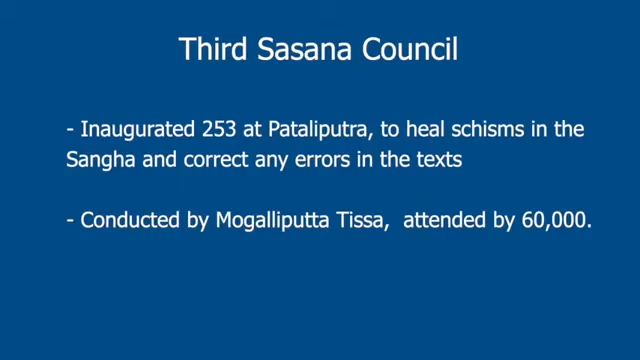 Third Sasana Council
- Inaugurated 253 at Pataliputra, to heal schisms in the
Sangha and correct any errors in the texts
- Conducted by Mogalliputta Tissa,  attended by 60,000.